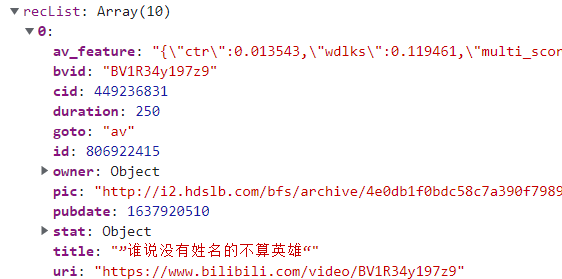 recList: Array(10)
0:
av_feature: "{\"ctr\":0.013543,\"wdlks\":0.119461,\"multi_scor
bvid: "BV1R34y197z9"
cid: 449236831
duration: 250
goto: "av"
id: 806922415
owner: Object
pic: "http://i2.hdslb.com/bfs/archive/4e0db1f0bdc58c7a390f7989
pubdate: 1637920510
stat: Object
title: "”谁说没有姓名的不算英雄“"
uri: "https://www.bilibili.com/video/BV1R34y197z9"